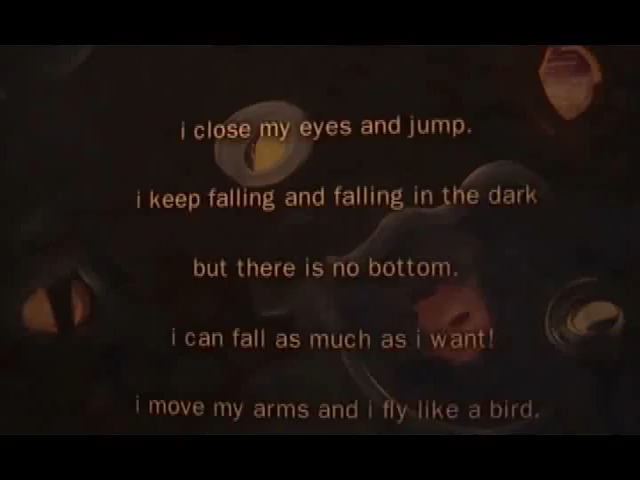 i close my eyes and jump.
i keep falling and falling in the dark
but there is no bottom.
i can fall as much as i want!
i move my arms and i fly like a bird.